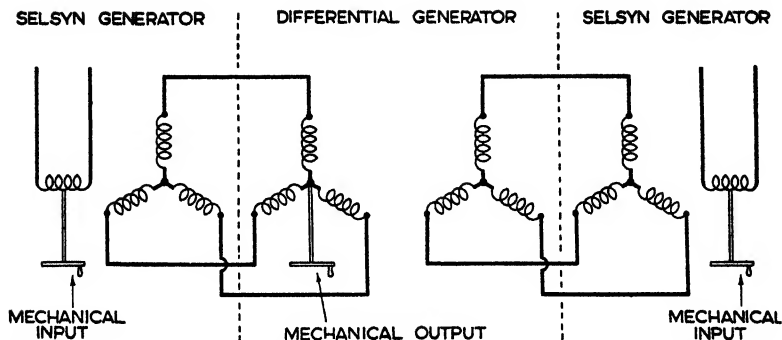 SELSYN GENERATOR
DIFFERENTIAL GENERATOR
SELSYN GENERATOR
MECHANICAL
INPUT
MECHANICAL OUTPUT
MECHANICAL
INPUT